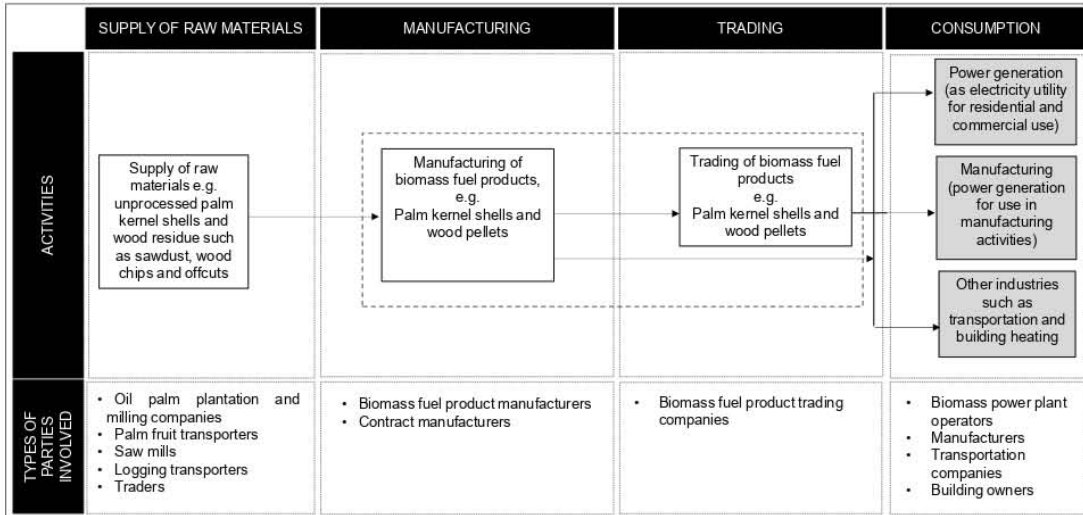 SUPPLY OF RAW MATERIALS
MANUFACTURING
TRADING
CONSUMPTION
ACTIVITIES
Supply of raw
materials e.g.
unprocessed palm
kernel shells and
wood residue such
as sawdust, wood
chips and offcuts
Manufacturing of
biomass fuel products,
e.g.
Palm kernel shells and
wood pellets
Trading of biomass fuel
products
e.g.
Palm kernel shells and
wood pellets
Power generation
(as electricity utility
for residential and
commercial use)
Manufacturing
(power generation
for use in
manufacturing
activities)
Other industries
such as
transportation and
building heating
TYPES OF
PARTIES
INVOLVED
• Oil palm plantation and
milling companies
• Palm fruit transporters
• Saw mills
• Logging transporters
• Traders
• Biomass fuel product manufacturers
• Contract manufacturers
• Biomass fuel product trading
companies
• Biomass power plant
operators
• Manufacturers
• Transportation
companies
• Building owners